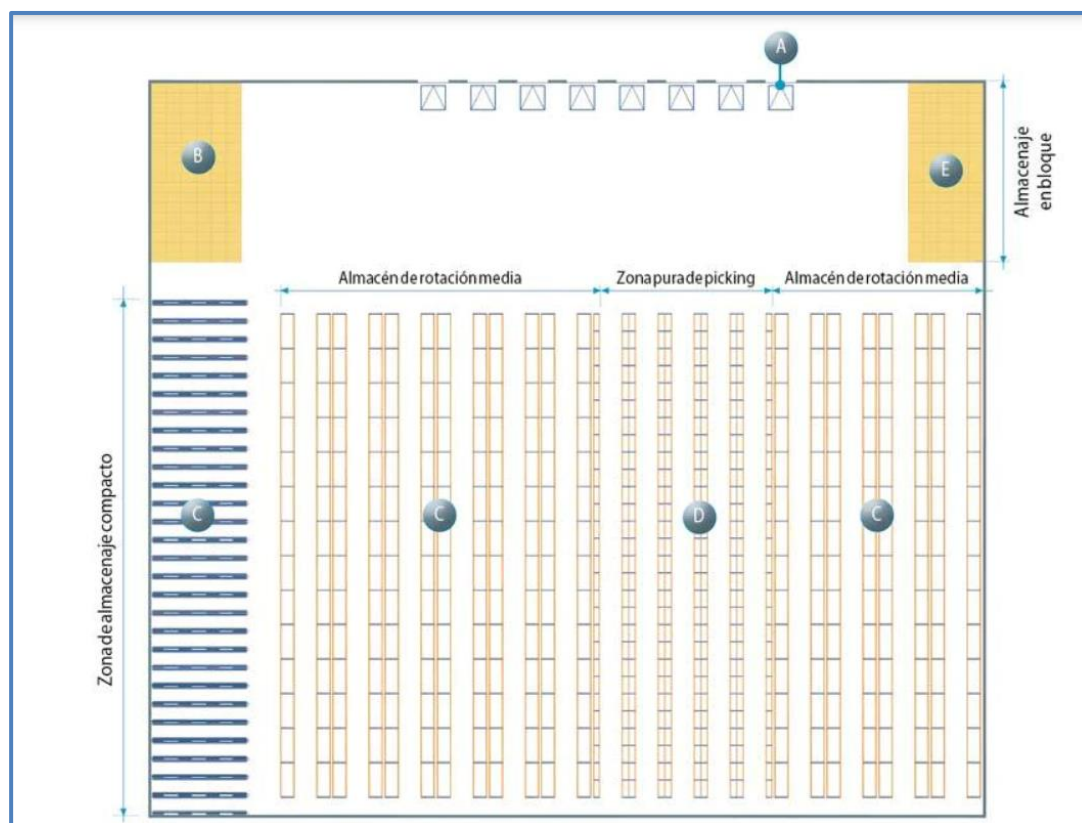 A
B
E
Almacenaje
en bloque
Almacén de rotación media
Zona pura de picking
Almacén de rotación media
Zona de almacenaje compacto
C
C
D
C